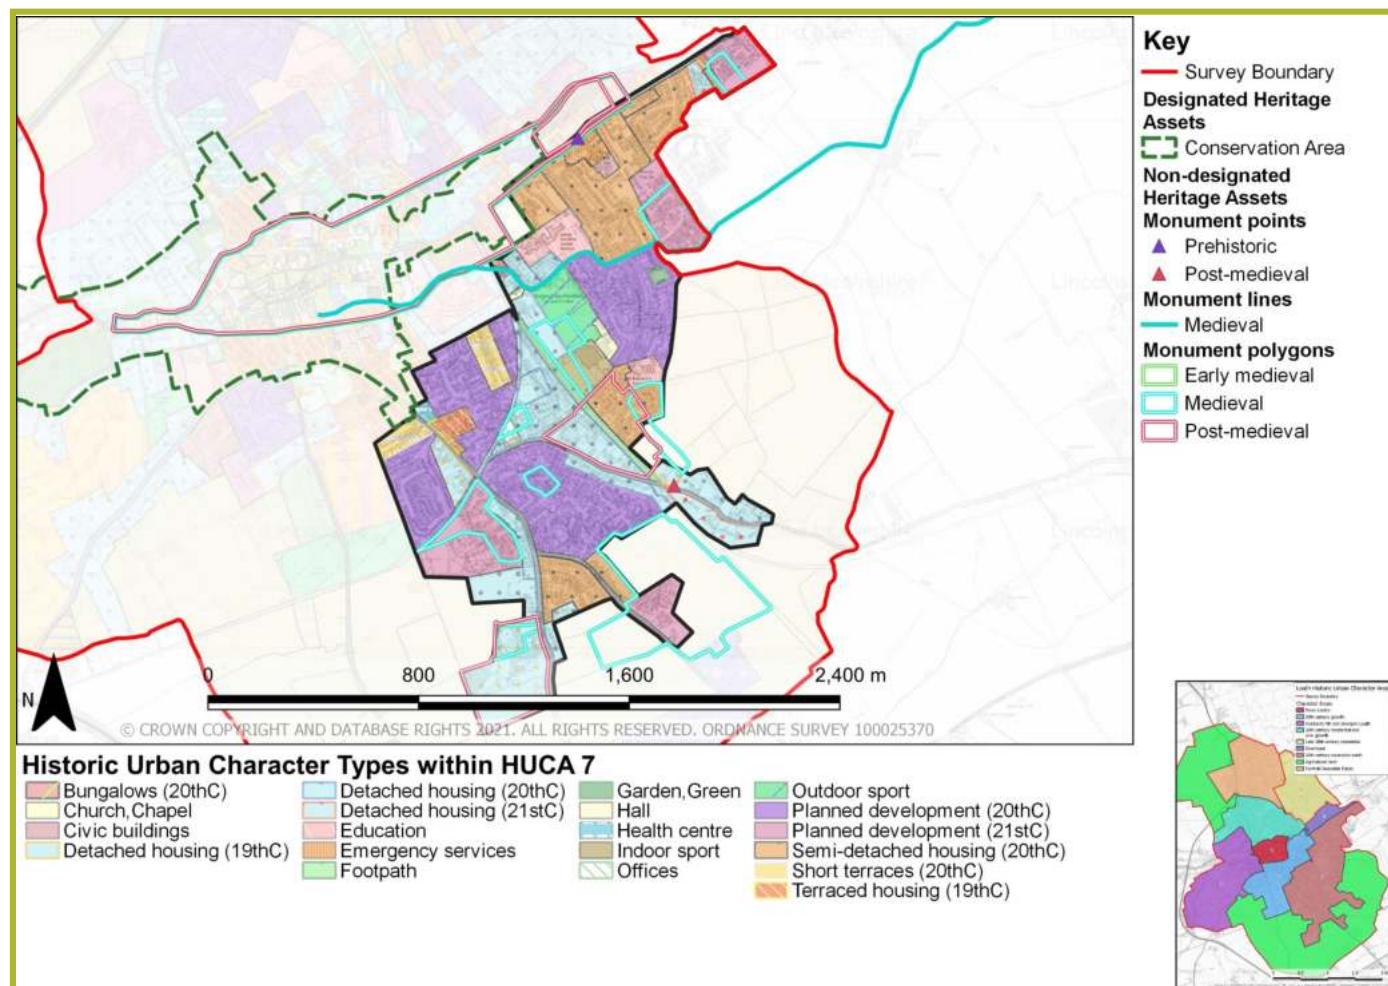 Key
Survey Boundary
Designated Heritage
Assets
Conservation Area
Non-designated
Heritage Assets
Monument points
Prehistoric
Post-medieval
Monument lines
Medieval
Monument polygons
Early medieval
Medieval
Post-medieval
0 800 1,600 2,400 m
N
© CROWN COPYRIGHT AND DATABASE RIGHTS 2021. ALL RIGHTS RESERVED. ORDNANCE SURVEY 100025370
Historic Urban Character Types within HUCA 7
Bungalows (20thC)
Church,Chapel
Civic buildings
Detached housing (19thC)
Detached housing (20thC)
Detached housing (21stC)
Education
Emergency services
Footpath
Garden,Green
Hall
Health centre
Indoor sport
Offices
Outdoor sport
Planned development (20thC)
Planned development (21stC)
Semi-detached housing (20thC)
Short terraces (20thC)
Terraced housing (19thC)